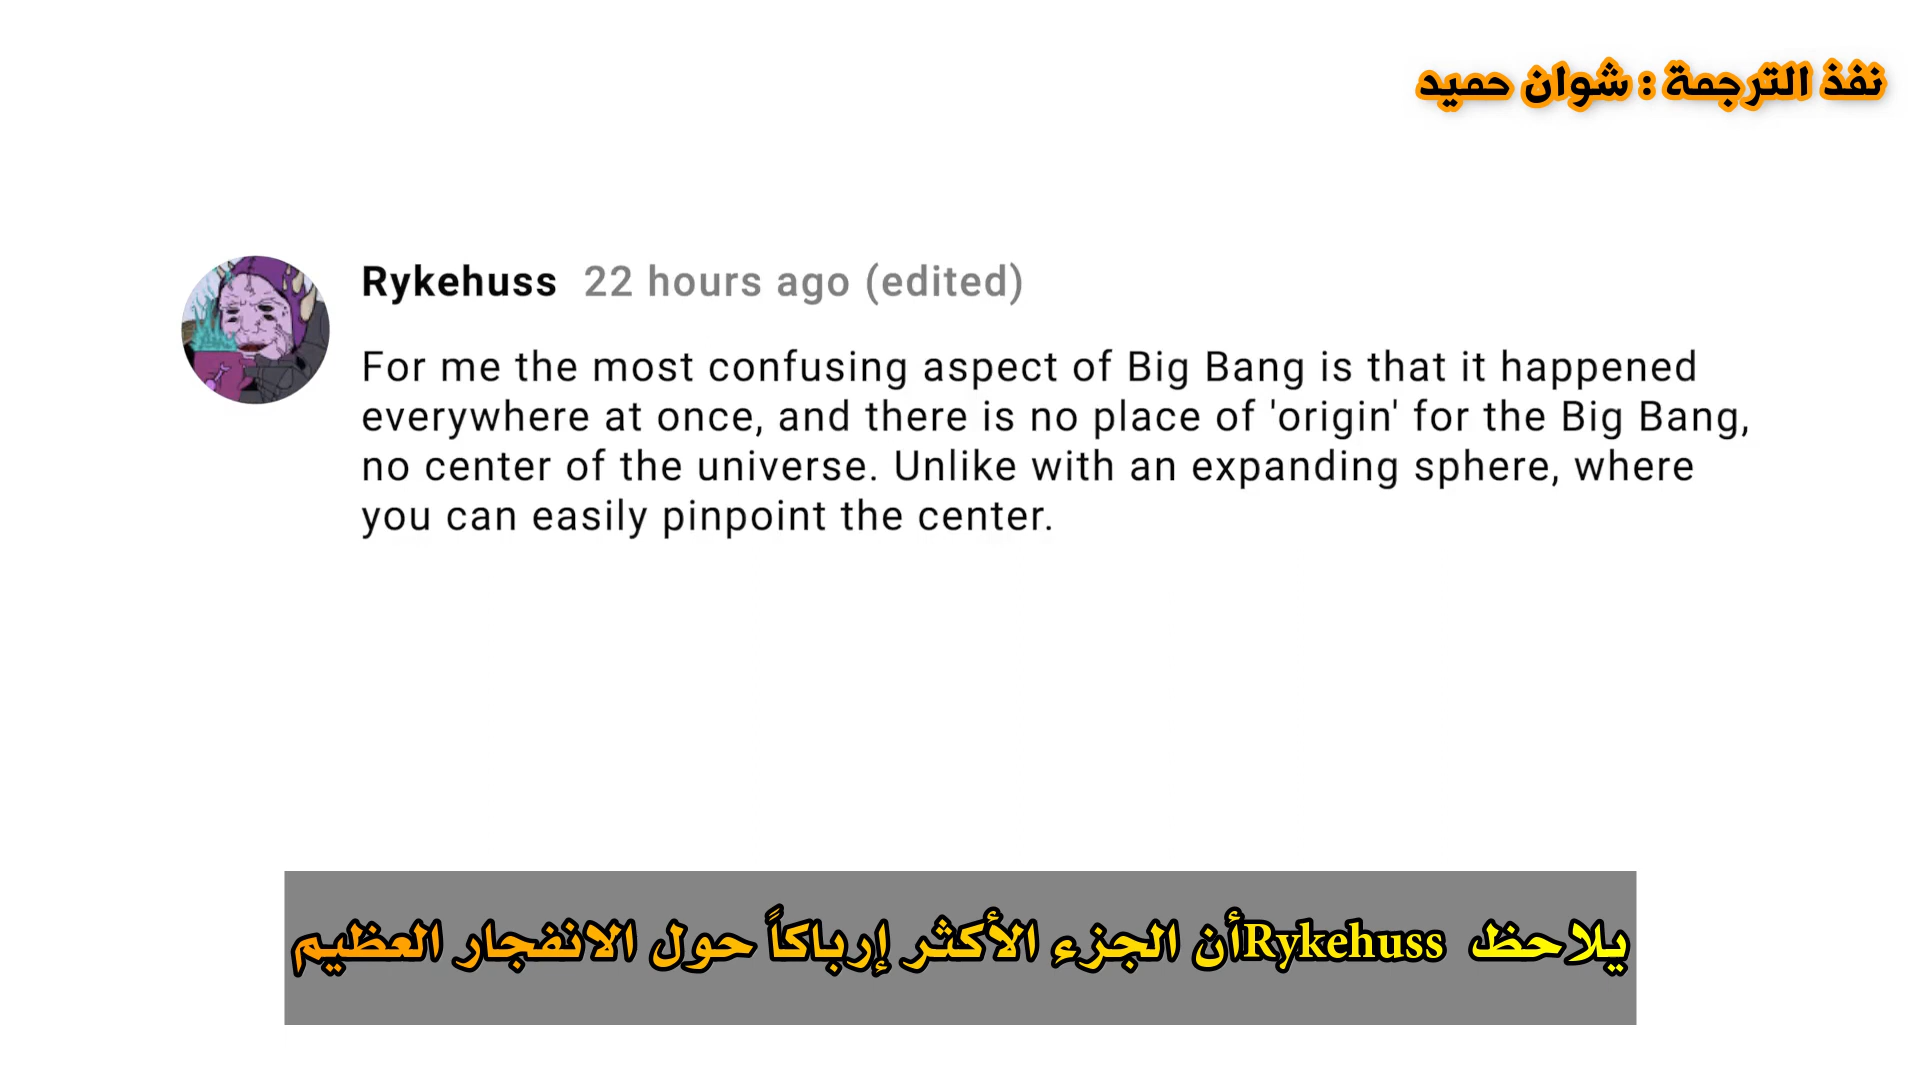 نفذ الترجمة : شوان حميد
Rykehuss 22 hours ago (edited)
For me the most confusing aspect of Big Bang is that it happened
everywhere at once, and there is no place of 'origin' for the Big Bang,
no center of the universe. Unlike with an expanding sphere, where
you can easily pinpoint the center.
يلاحظ Rykehuss أن الجزء الأكثر إرباكاً حول الانفجار العظيم